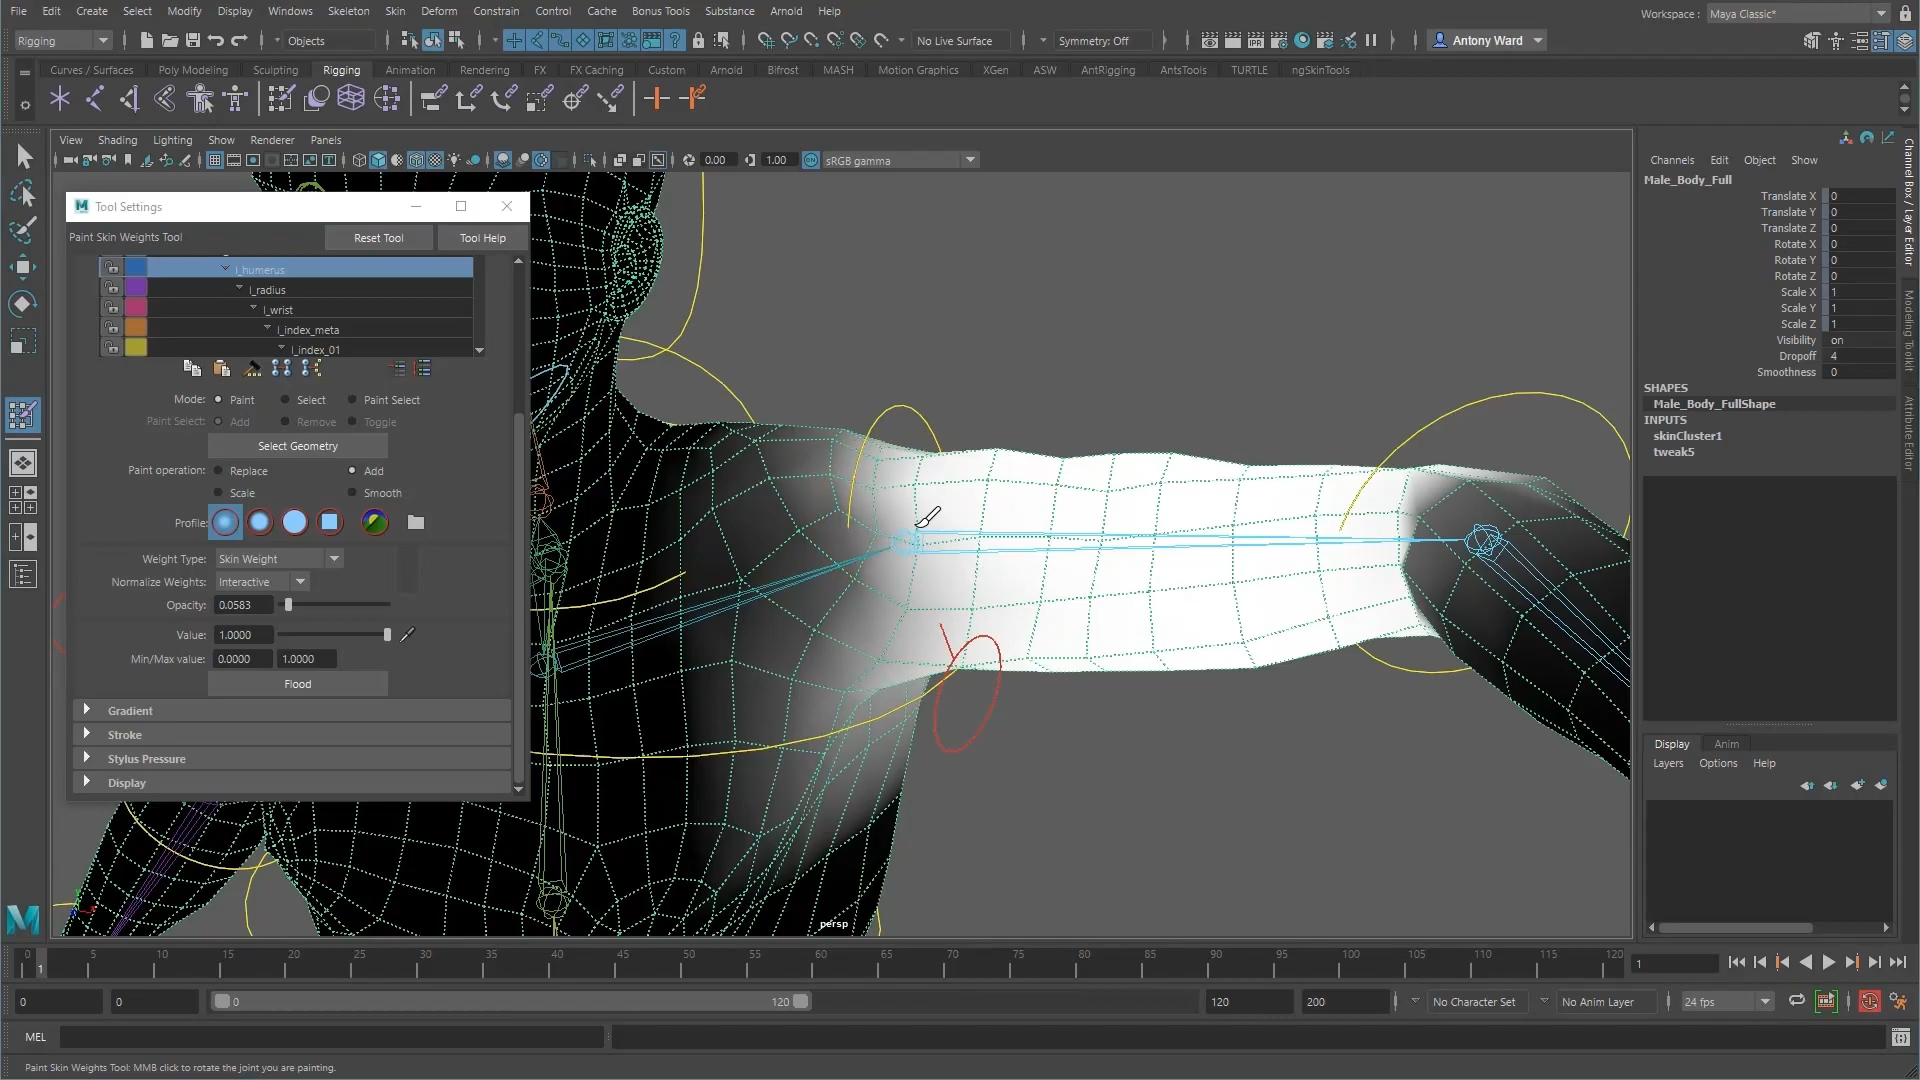 File Edit Create Select Modify Display Windows Skeleton Skin Deform Constrain Control Cache Bonus Tools Substance Arnold Help
Workspace : Maya Classic*
Rigging Objects No Live Surface Symmetry: Off Antony Ward
Curves / Surfaces Poly Modeling Sculpting Rigging Animation Rendering FX FX Caching Custom Arnold Bifrost MASH Motion Graphics XGen ASW AntRigging AntsTools TURTLE ngSkinTools
View Shading Lighting Show Renderer Panels
0.00 1.00 ON sRGB gamma
Tool Settings
Paint Skin Weights Tool Reset Tool Tool Help
l_humerus
l_radius
l_wrist
l_index_meta
l_index_01
Mode: Paint Select Paint Select
Paint Select: Add Remove Toggle
Select Geometry
Paint operation: Replace Add
Scale Smooth
Profile:
Weight Type: Skin Weight
Normalize Weights: Interactive
Opacity: 0.0583
Value: 1.0000
Min/Max value: 0.0000 1.0000
Flood
Gradient
Stroke
Stylus Pressure
Display
persp
Channels Edit Object Show
Male_Body_Full
Translate X 0
Translate Y 0
Translate Z 0
Rotate X 0
Rotate Y 0
Rotate Z 0
Scale X 1
Scale Y 1
Scale Z 1
Visibility on
Dropoff 4
Smoothness 0
SHAPES
Male_Body_FullShape
INPUTS
skinCluster1
tweak5
Channel Box / Layer Editor
Modeling Toolkit
Attribute Editor
Display Anim
Layers Options Help
0 5 10 15 20 25 30 35 40 45 50 55 60 65 70 75 80 85 90 95 100 105 110 115 120
1 1
0 0 0 120 120 200 No Character Set No Anim Layer 24 fps
MEL
Paint Skin Weights Tool: MMB click to rotate the joint you are painting.